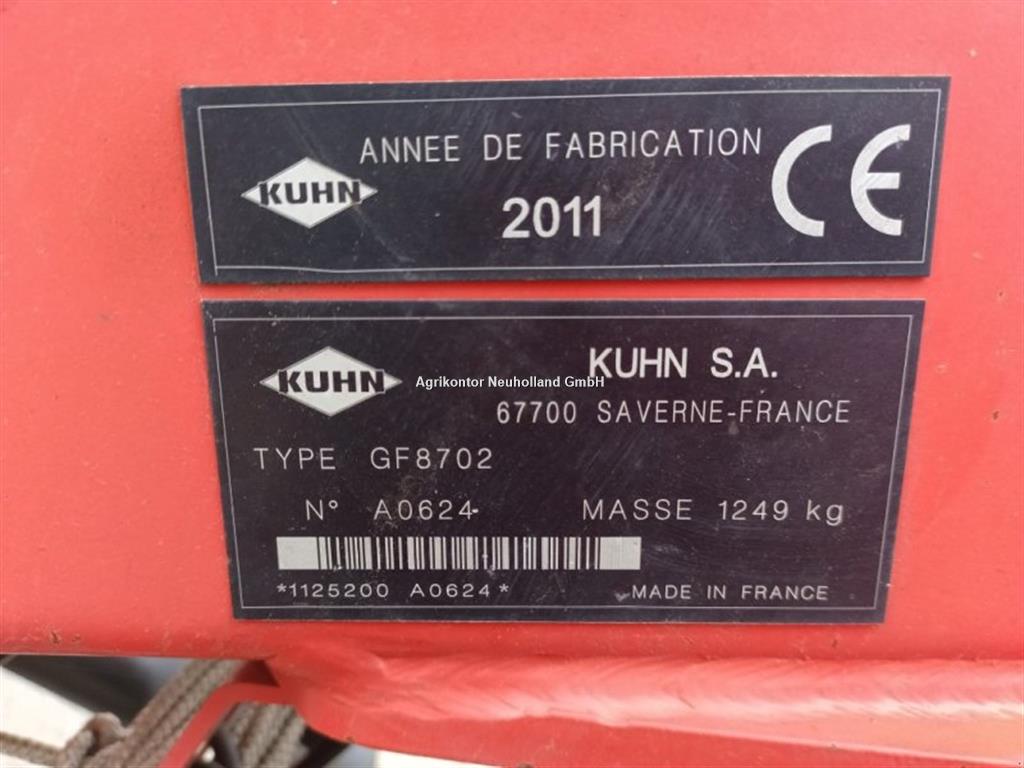 ANNEE DE FABRICATION
KUHN
2011
CE
KUHN
KUHN S.A.
Agrikontor Neuholland GmbH
67700 SAVERNE-FRANCE
TYPE GF8702
N° A0624
MASSE 1249 kg
*1125200 A0624*
MADE IN FRANCE